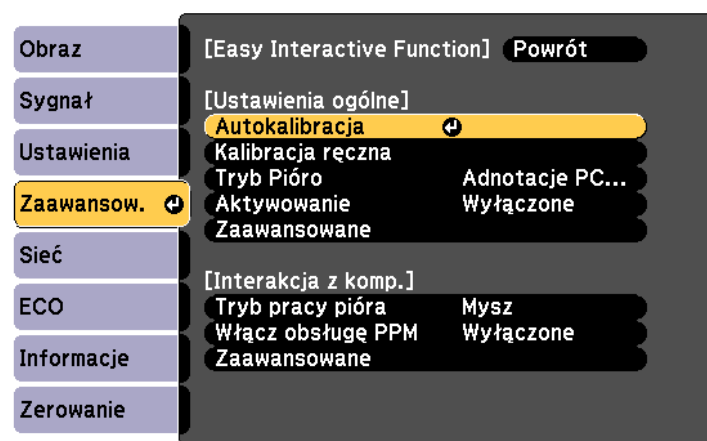 Obraz
Sygnał
Ustawienia
Zaawansow.
Sieć
ECO
Informacje
Zerowanie
[Easy Interactive Function] Powrót
[Ustawienia ogólne]
Autokalibracja
Kalibracja ręczna
Tryb Pióro Adnotacje PC...
Aktywowanie Wyłączone
Zaawansowane
[Interakcja z komp.]
Tryb pracy pióra Mysz
Włącz obsługę PPM Wyłączone
Zaawansowane